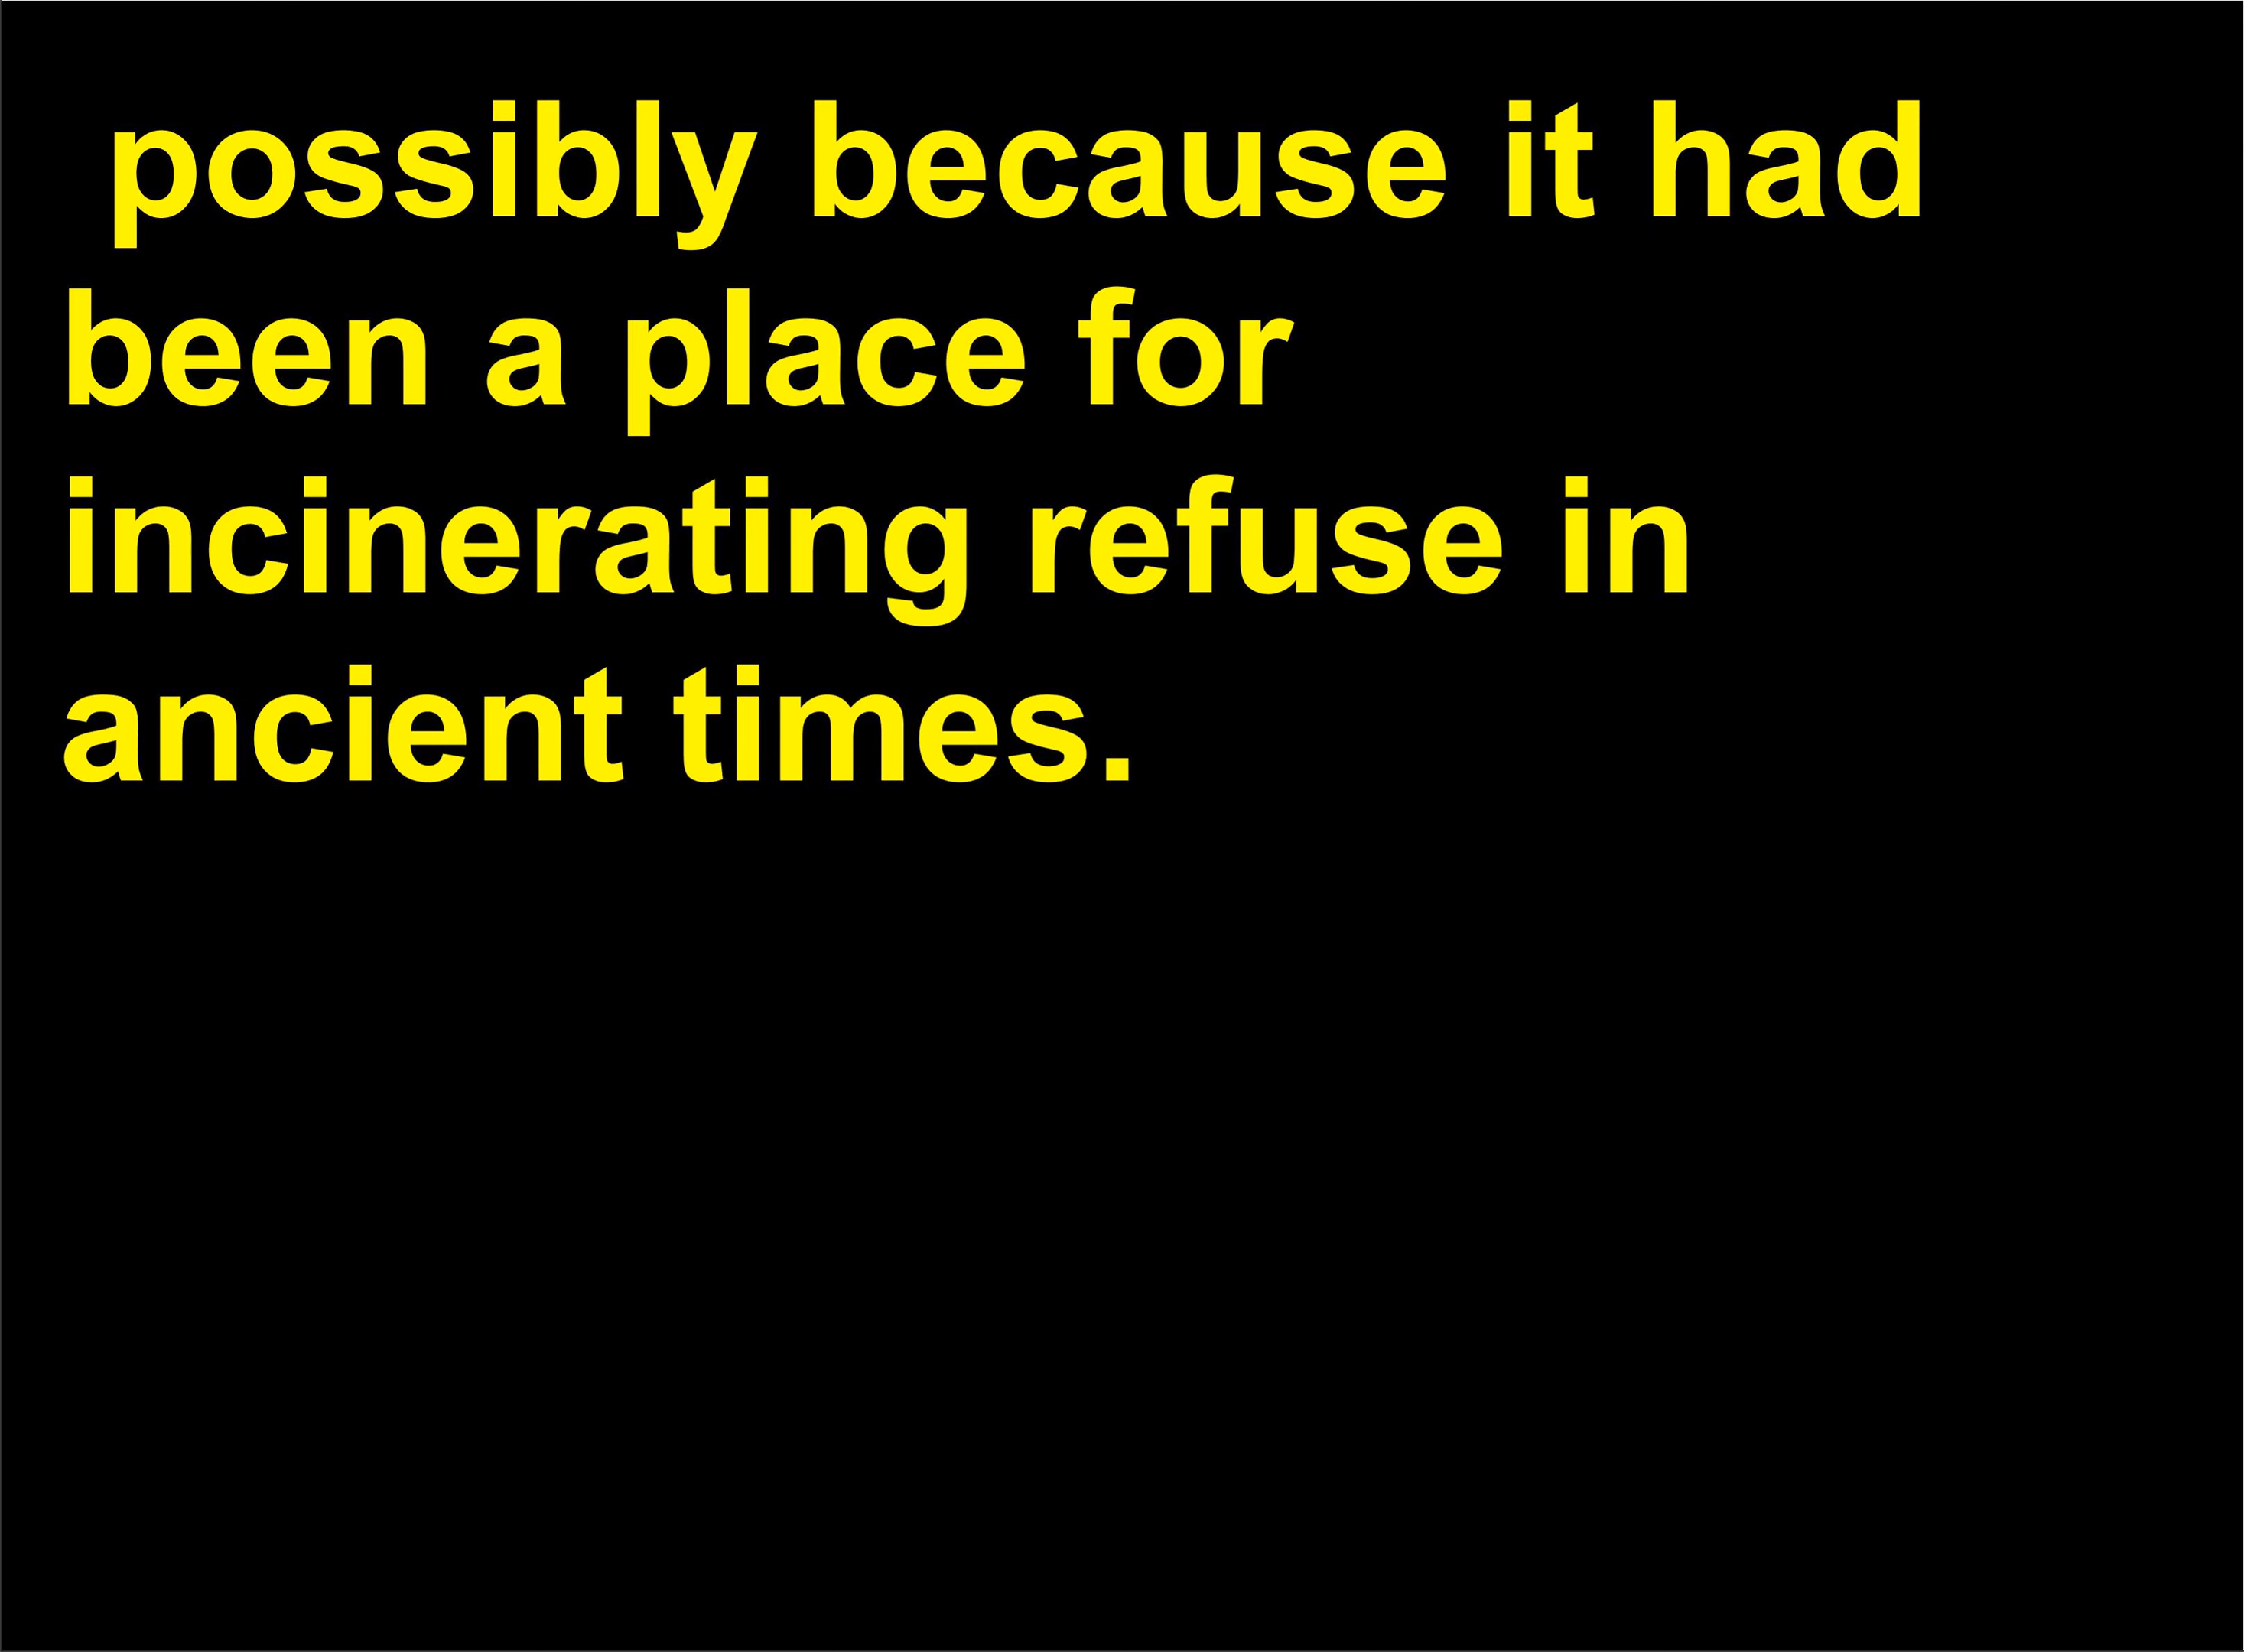 possibly because it had
been a place for
incinerating refuse in
ancient times.